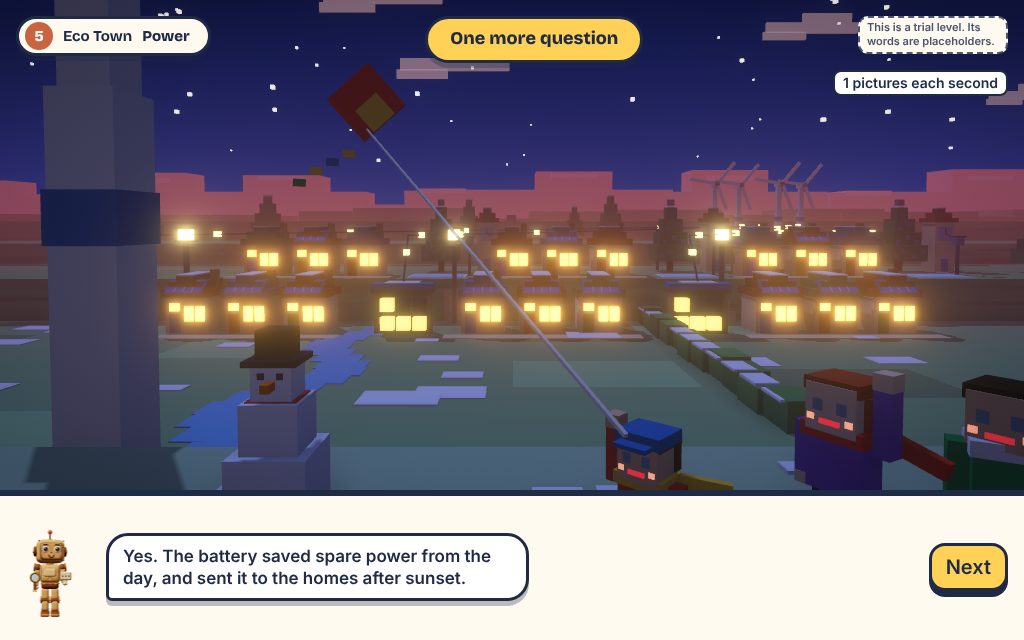 5 Eco Town Power
One more question
This is a trial level. Its
words are placeholders.
1 pictures each second
Yes. The battery saved spare power from the
day, and sent it to the homes after sunset.
Next